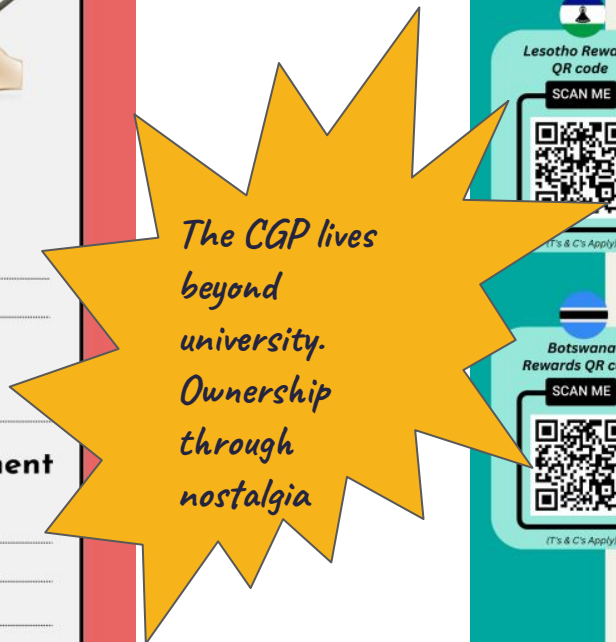 Lesotho Rewa
QR code
SCAN ME
(T's & C's Apply)
The CGP lives
beyond
university.
Ownership
through
nostalgia
Botswana
Rewards QR c
SCAN ME
(T's & C's Apply)
nent